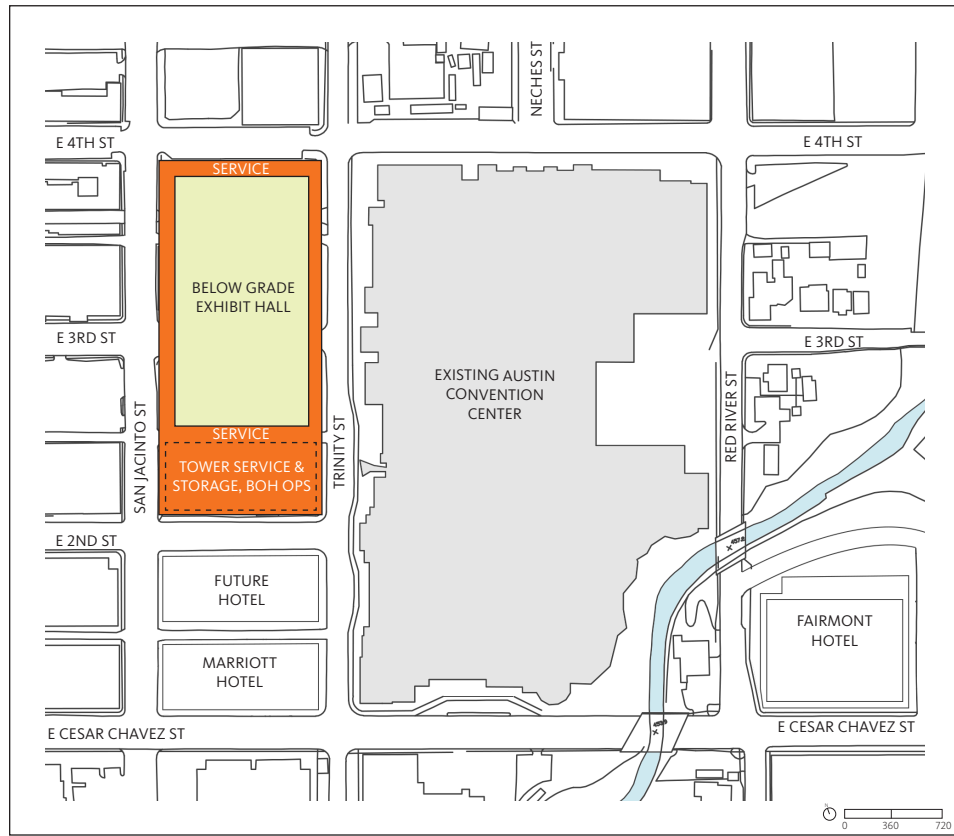 NECHES ST
E 4TH ST
E 4TH ST
SERVICE
BELOW GRADE
EXHIBIT HALL
E 3RD ST
E 3RD ST
EXISTING AUSTIN
CONVENTION
CENTER
SAN JACINTO ST
TRINITY ST
RED RIVER ST
SERVICE
TOWER SERVICE &
STORAGE, BOH OPS
E 2ND ST
FUTURE
HOTEL
FAIRMONT
HOTEL
MARRIOTT
HOTEL
E CESAR CHAVEZ ST
E CESAR CHAVEZ ST
N
0 360 720